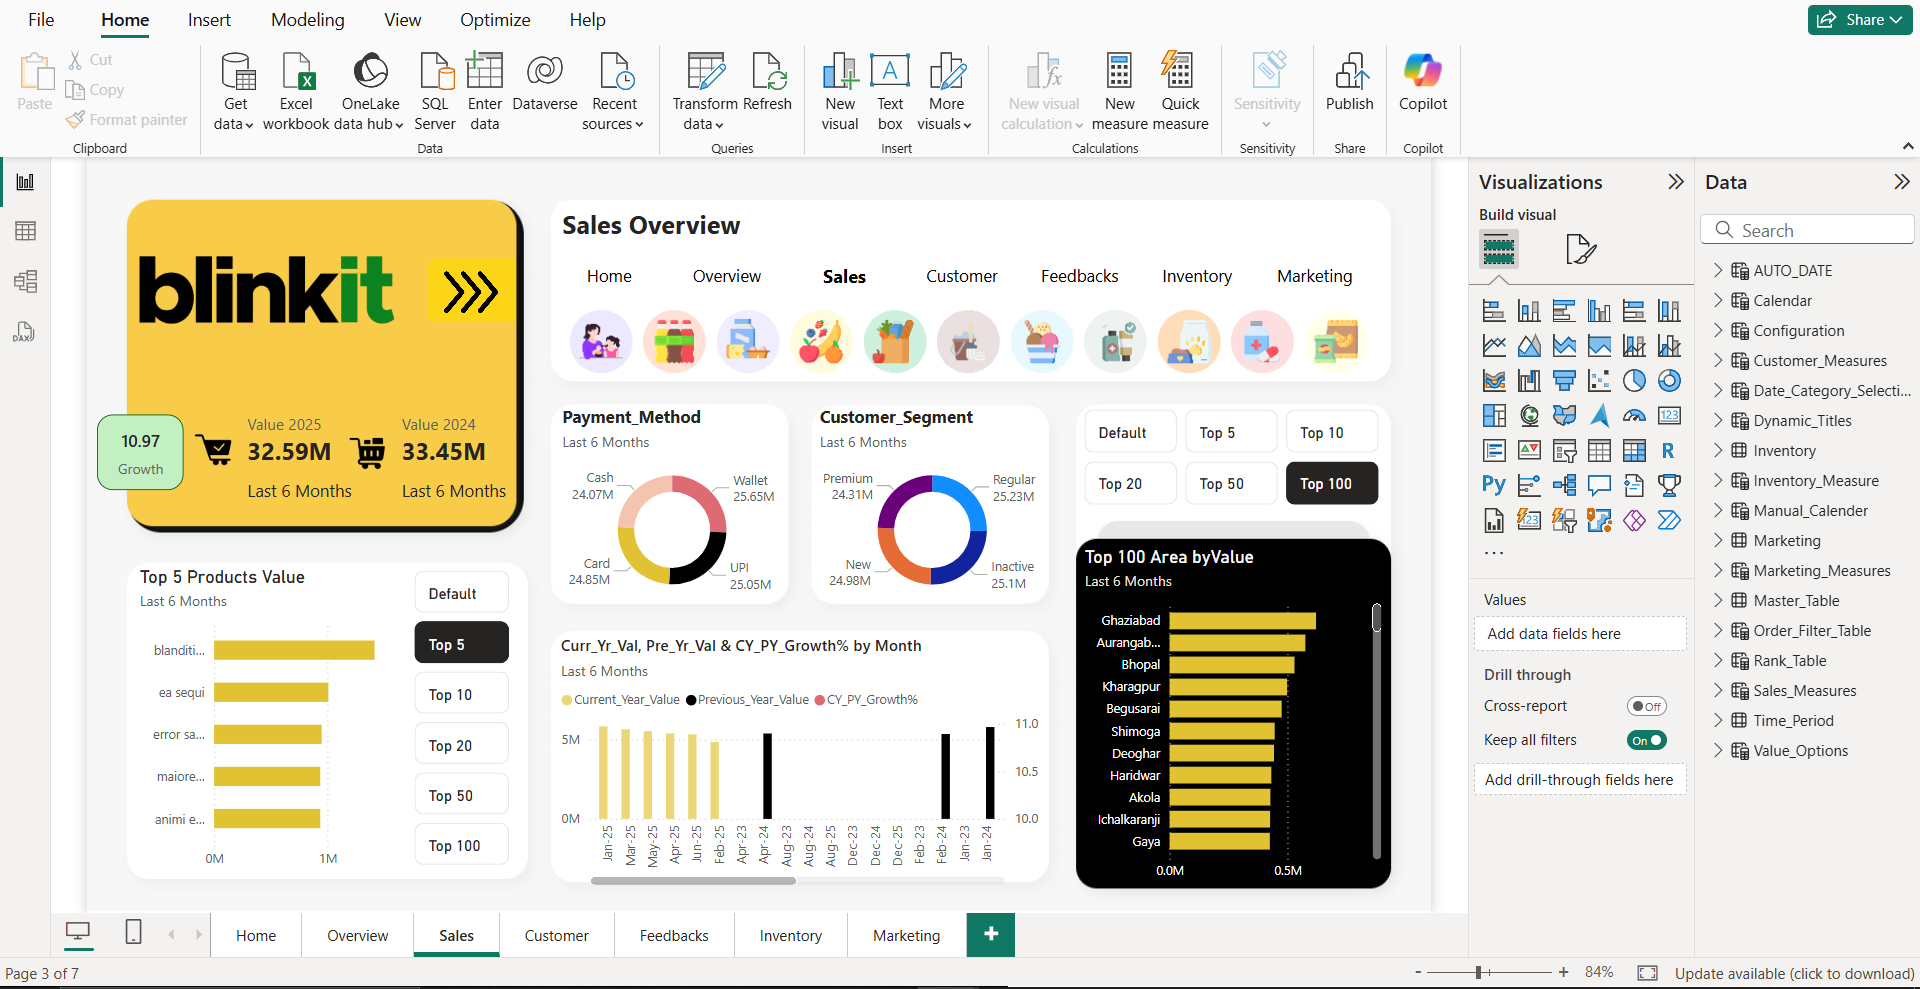 File Home Insert Modeling View Optimize Help
Share
Paste
Cut
Copy
Format painter
Clipboard
Get data
Excel workbook
OneLake data hub
SQL Server
Enter data
Dataverse
Recent sources
Data
Transform data
Refresh
Queries
New visual
Text box
More visuals
Insert
New visual calculation
New measure
Quick measure
Calculations
Sensitivity
Sensitivity
Publish
Share
Copilot
Copilot
blinkit
10.97
Growth
Value 2025
32.59M
Last 6 Months
Value 2024
33.45M
Last 6 Months
Sales Overview
Home Overview Sales Customer Feedbacks Inventory Marketing
Payment_Method
Last 6 Months
Cash
24.07M
Wallet
25.65M
Card
24.85M
UPI
25.05M
Customer_Segment
Last 6 Months
Premium
24.31M
Regular
25.23M
New
24.98M
Inactive
25.1M
Default Top 5 Top 10
Top 20 Top 50 Top 100
Top 5 Products Value
Last 6 Months
blanditi...
ea sequi
error sa...
maiore...
animi e...
0M 1M
Default
Top 5
Top 10
Top 20
Top 50
Top 100
Curr_Yr_Val, Pre_Yr_Val & CY_PY_Growth% by Month
Last 6 Months
Current_Year_Value Previous_Year_Value CY_PY_Growth%
5M
0M
11.0
10.5
10.0
Jan-25
Mar-25
May-25
Apr-25
Jun-25
Feb-25
Apr-23
Apr-24
Aug-23
Aug-24
Aug-25
Dec-23
Dec-24
Dec-25
Feb-23
Feb-24
Jan-23
Jan-24
Top 100 Area byValue
Last 6 Months
Ghaziabad
Aurangab...
Bhopal
Kharagpur
Begusarai
Shimoga
Deoghar
Haridwar
Akola
Ichalkaranji
Gaya
0.0M 0.5M
Visualizations
Build visual
123
R
Py
123
...
Values
Add data fields here
Drill through
Cross-report Off
Keep all filters On
Add drill-through fields here
Data
Search
AUTO_DATE
Calendar
Configuration
Customer_Measures
Date_Category_Selecti...
Dynamic_Titles
Inventory
Inventory_Measure
Manual_Calender
Marketing
Marketing_Measures
Master_Table
Order_Filter_Table
Rank_Table
Sales_Measures
Time_Period
Value_Options
DAX
Home Overview Sales Customer Feedbacks Inventory Marketing +
Page 3 of 7
- + 84% Update available (click to download)